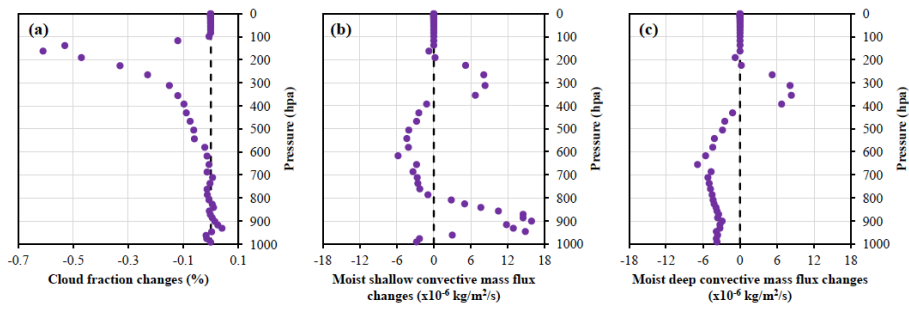 (a)
0
100
200
300
400
500
600
700
800
900
1000
Pressure (hpa)
-0.7 -0.5 -0.3 -0.1 0.1
Cloud fraction changes (%)
(b)
0
100
200
300
400
500
600
700
800
900
1000
Pressure (hpa)
-18 -12 -6 0 6 12 18
Moist shallow convective mass flux
changes (x10⁻⁶ kg/m²/s)
(c)
0
100
200
300
400
500
600
700
800
900
1000
Pressure (hpa)
-18 -12 -6 0 6 12 18
Moist deep convective mass flux changes
(x10⁻⁶ kg/m²/s)